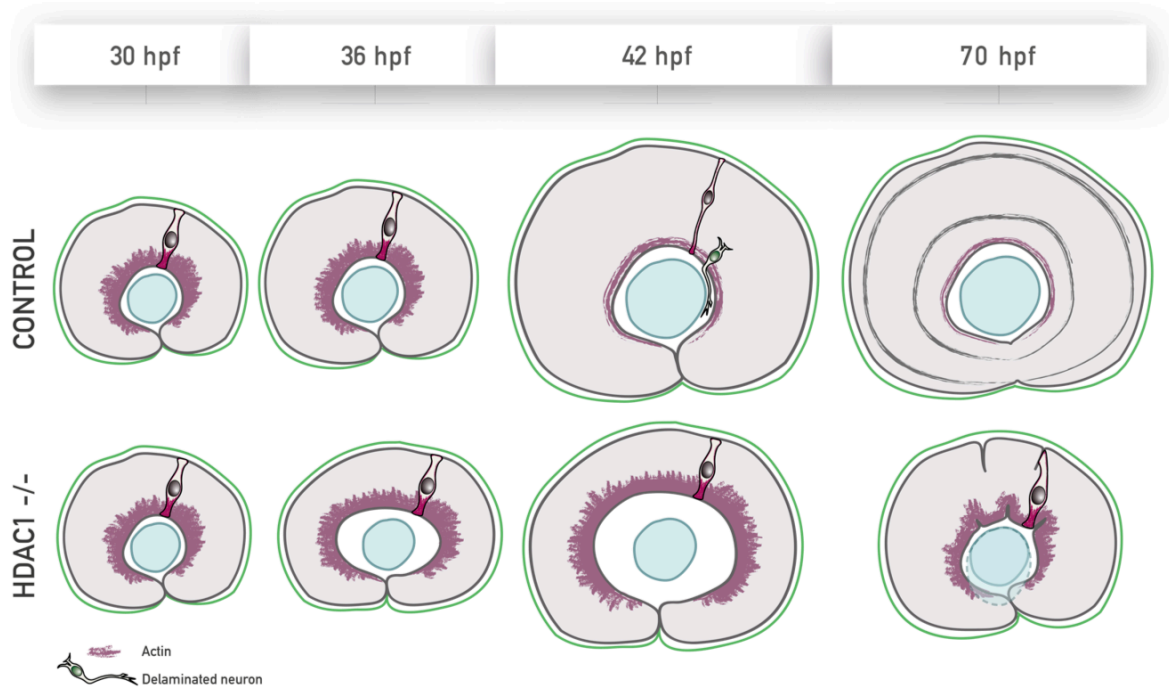 30 hpf
36 hpf
42 hpf
70 hpf
CONTROL
HDAC1 -/-
Actin
Delaminated neuron